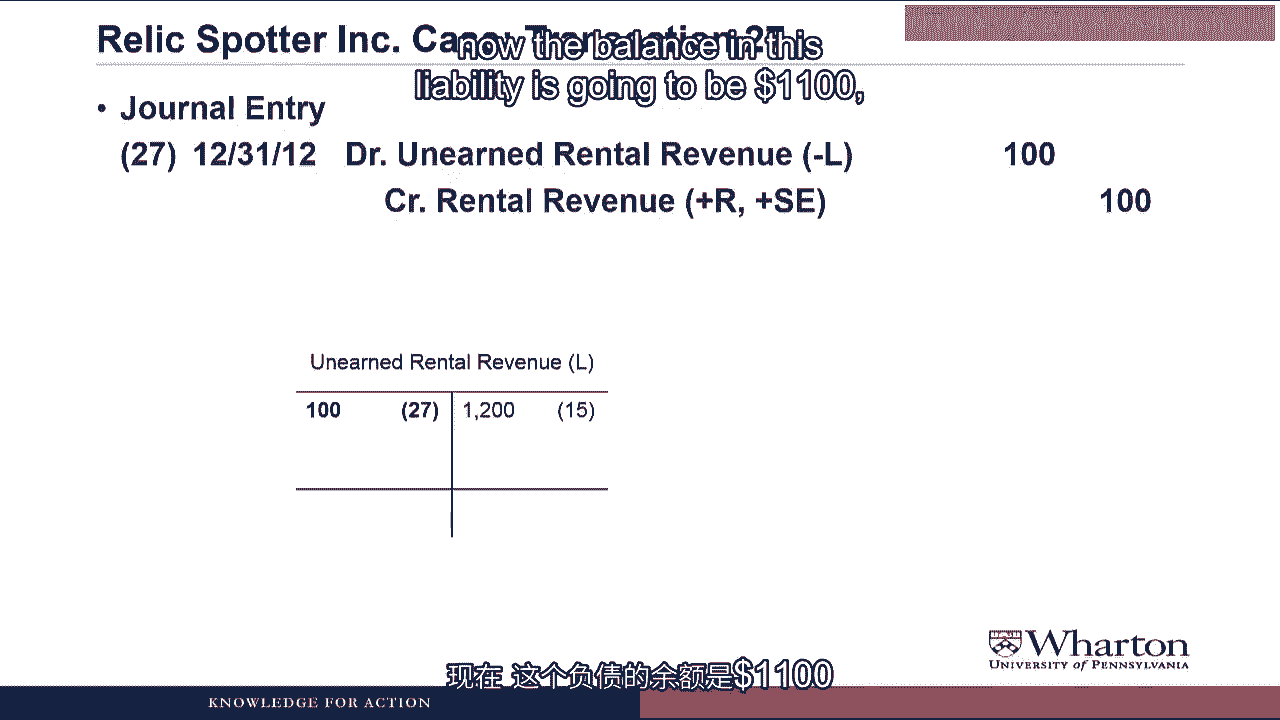 Relic Spotter Inc. Case: Transaction 27
now the balance in this
liability is going to be $1100,
• Journal Entry
(27) 12/31/12 Dr. Unearned Rental Revenue (-L) 100
Cr. Rental Revenue (+R, +SE) 100
Unearned Rental Revenue (L)
100 (27) 1,200 (15)
现在 这个负债的余额是$1100
Wharton
UNIVERSITY of PENNSYLVANIA
KNOWLEDGE FOR ACTION